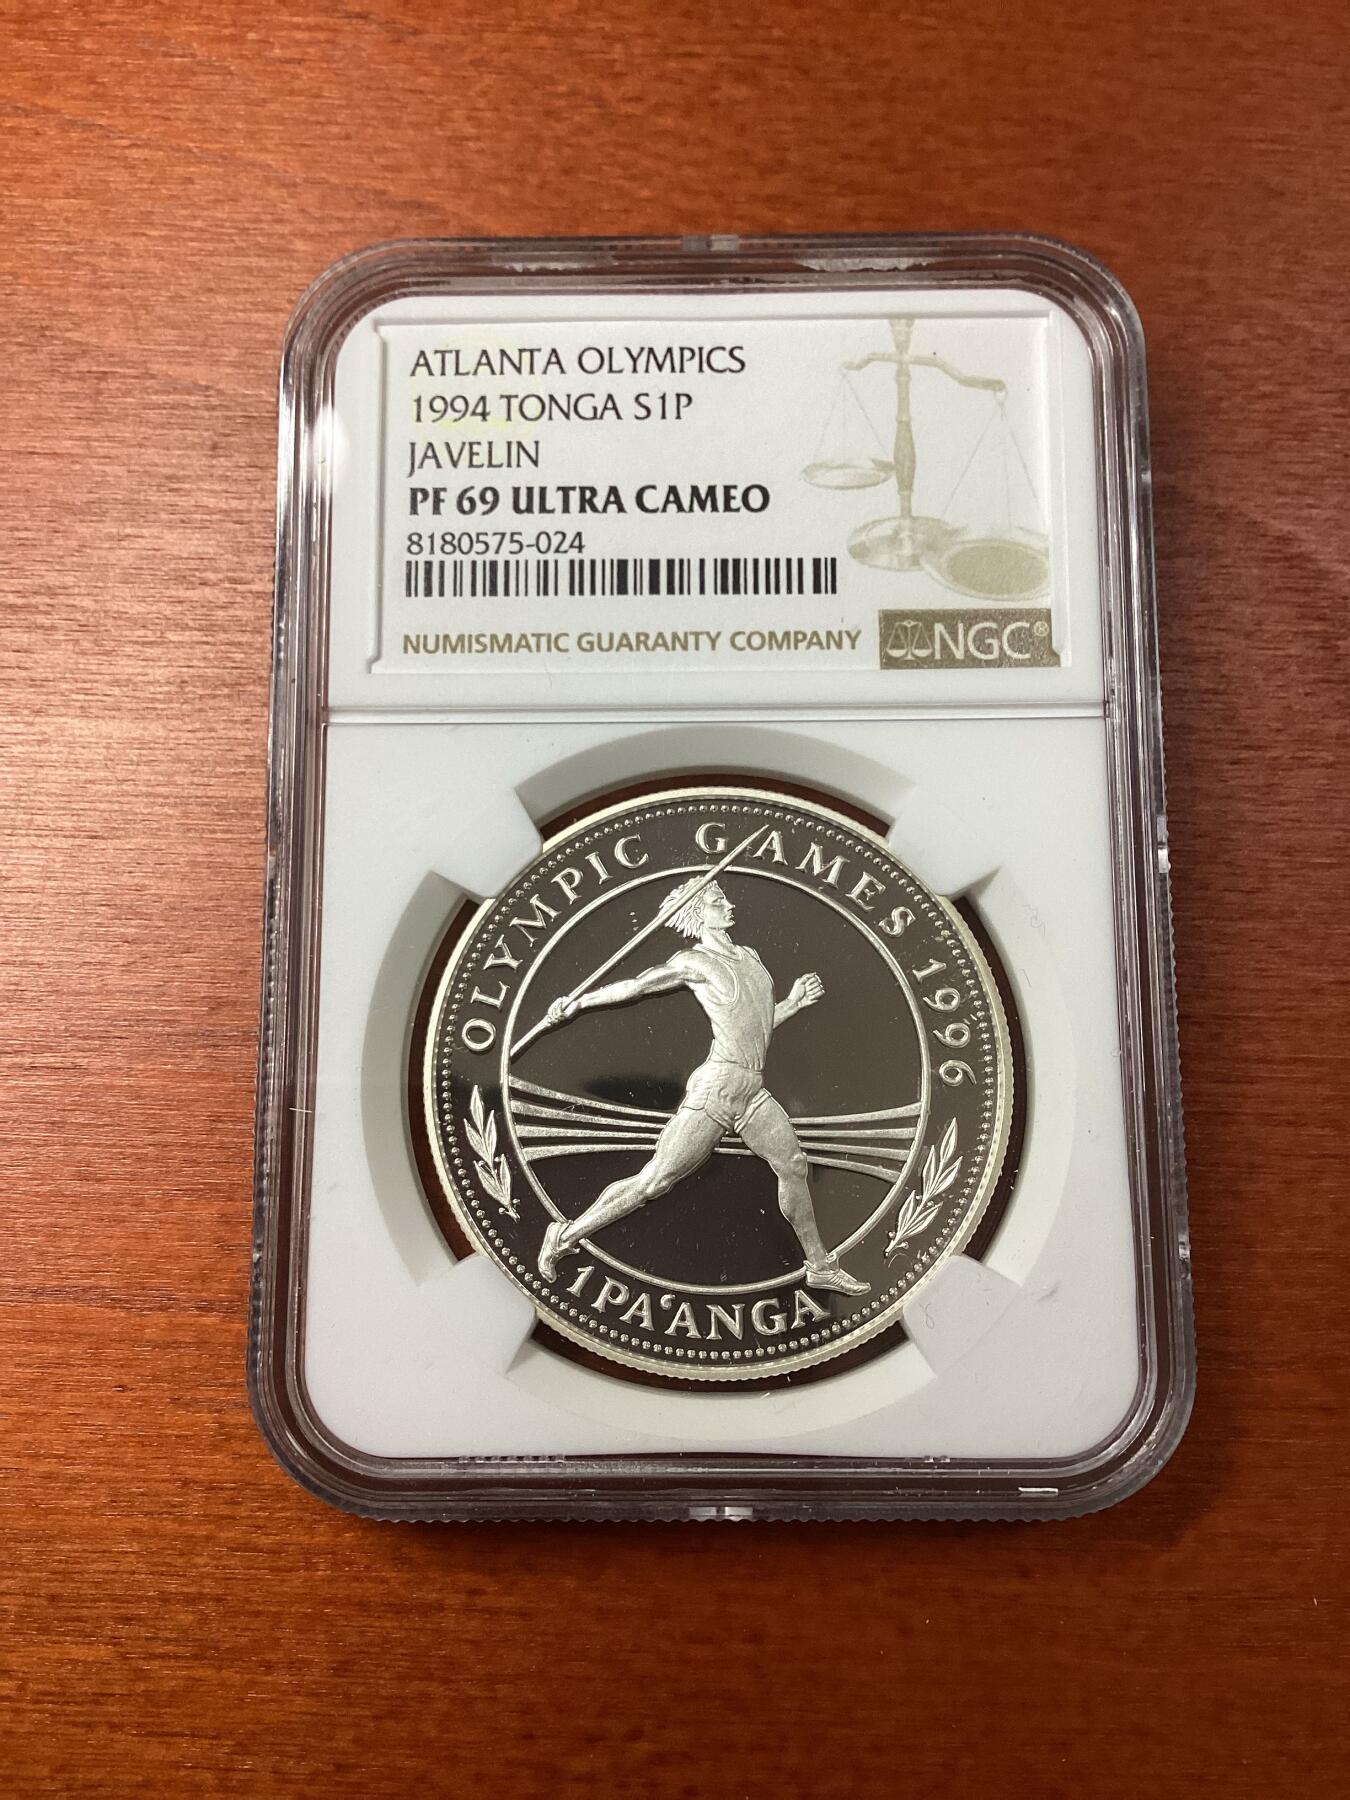 ATLANTA OLYMPICS
1994 TONGA S1P
JAVELIN
PF 69 ULTRA CAMEO
8180575-024
NUMISMATIC GUARANTY COMPANY NGC®
OLYMPIC GAMES 1996
1 PA‘ANGA